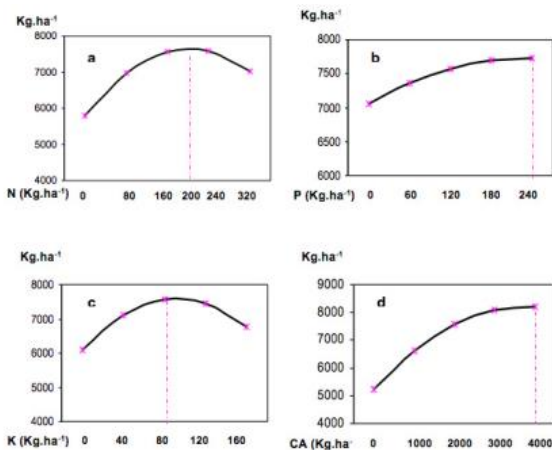 Kg.ha⁻¹
8000
a
7000
6000
5000
4000
N (Kg.ha⁻¹) 0 80 160 200 240 320
Kg.ha⁻¹
8000
b
7500
7000
6500
6000
P (Kg.ha⁻¹) 0 60 120 180 240
Kg.ha⁻¹
8000
c
7000
6000
5000
4000
K (Kg.ha⁻¹) 0 40 80 120 160
Kg.ha⁻¹
9000
d
8000
7000
6000
5000
4000
CA (Kg.ha⁻ 0 1000 2000 3000 4000